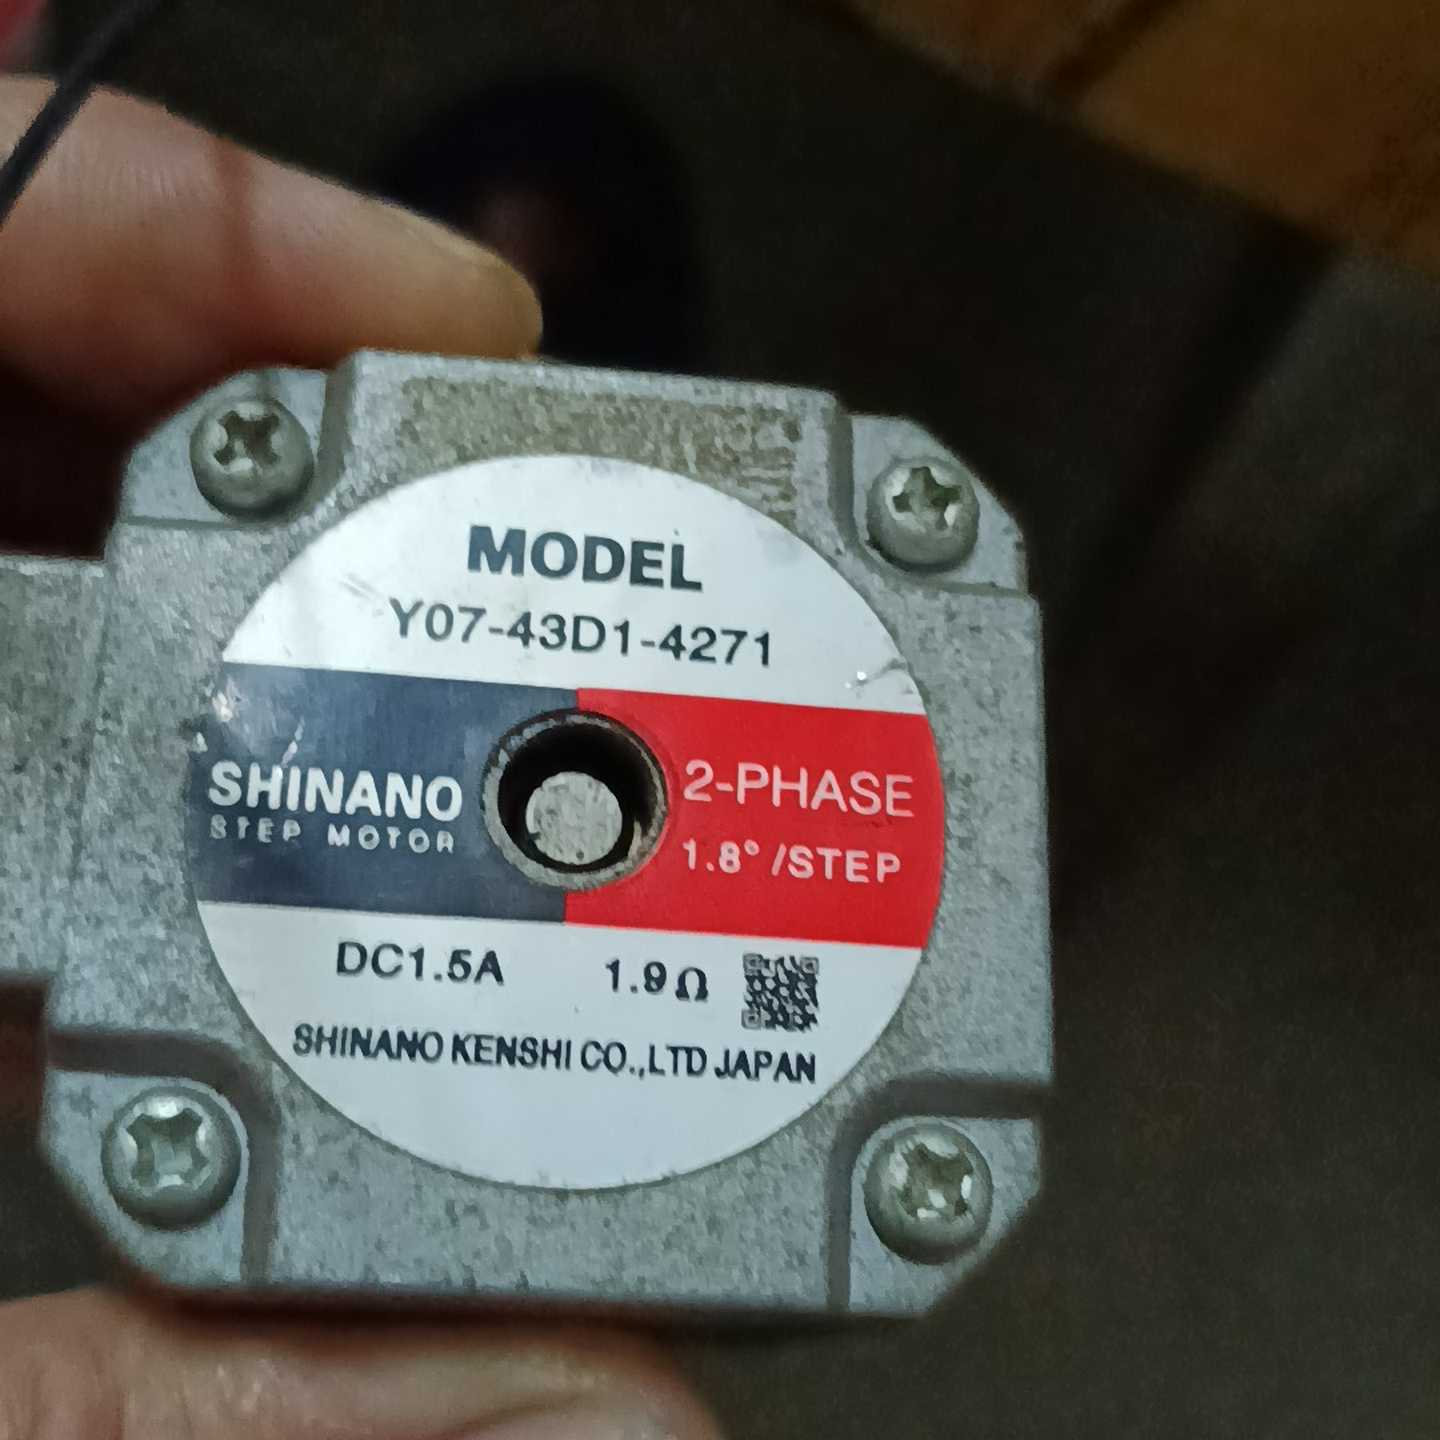 MODEL
Y07-43D1-4271
SHINANO
STEP MOTOR
2-PHASE
1.8°/STEP
DC1.5A 1.9Ω
SHINANO KENSHI CO.,LTD JAPAN